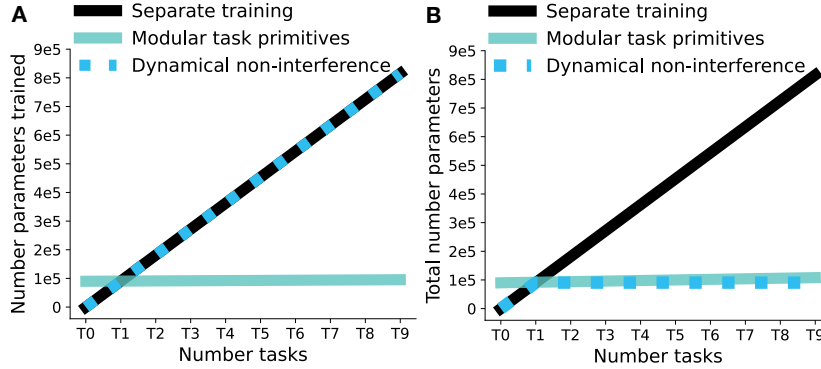 A
Separate training
Modular task primitives
Dynamical non-interference
Number parameters trained
9e5
8e5
7e5
6e5
5e5
4e5
3e5
2e5
1e5
0
T0 T1 T2 T3 T4 T5 T6 T7 T8 T9
Number tasks
B
Separate training
Modular task primitives
Dynamical non-interference
Total number parameters
9e5
8e5
7e5
6e5
5e5
4e5
3e5
2e5
1e5
0
T0 T1 T2 T3 T4 T5 T6 T7 T8 T9
Number tasks